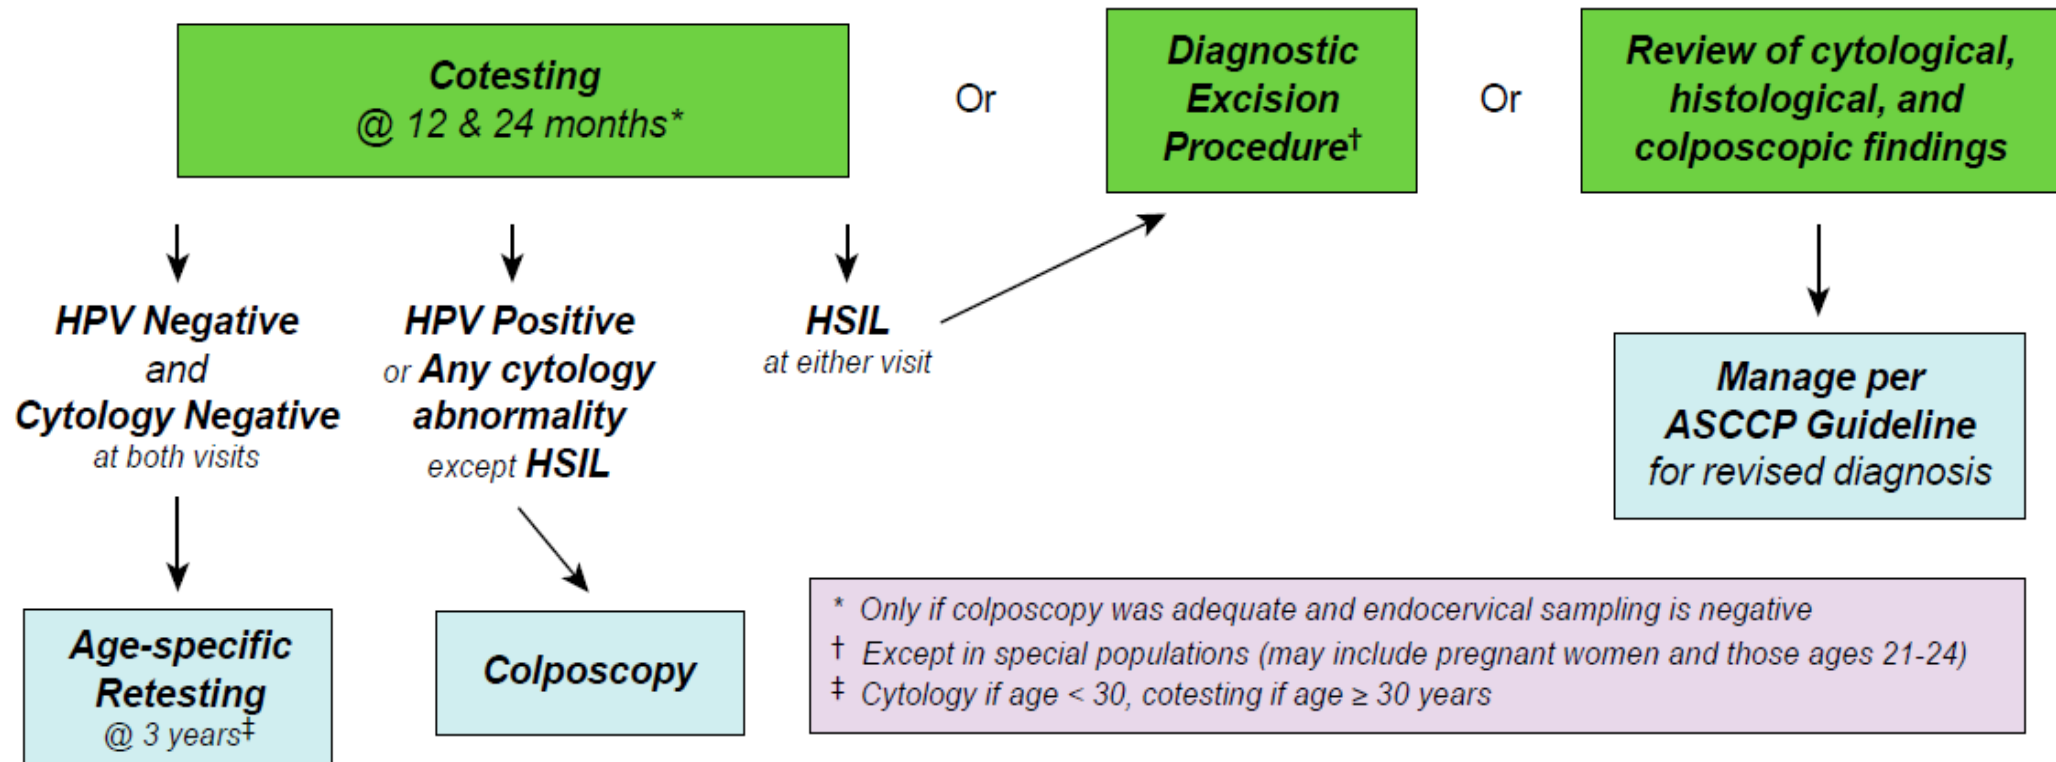 Cotesting
@ 12 & 24 months*
Or
Diagnostic
Excision
Procedure†
Or
Review of cytological,
histological, and
colposcopic findings
HPV Negative
and
Cytology Negative
at both visits
HPV Positive
or Any cytology
abnormality
except HSIL
HSIL
at either visit
Manage per
ASCCP Guideline
for revised diagnosis
Age-specific
Retesting
@ 3 years‡
Colposcopy
* Only if colposcopy was adequate and endocervical sampling is negative
† Except in special populations (may include pregnant women and those ages 21-24)
‡ Cytology if age < 30, cotesting if age ≥ 30 years